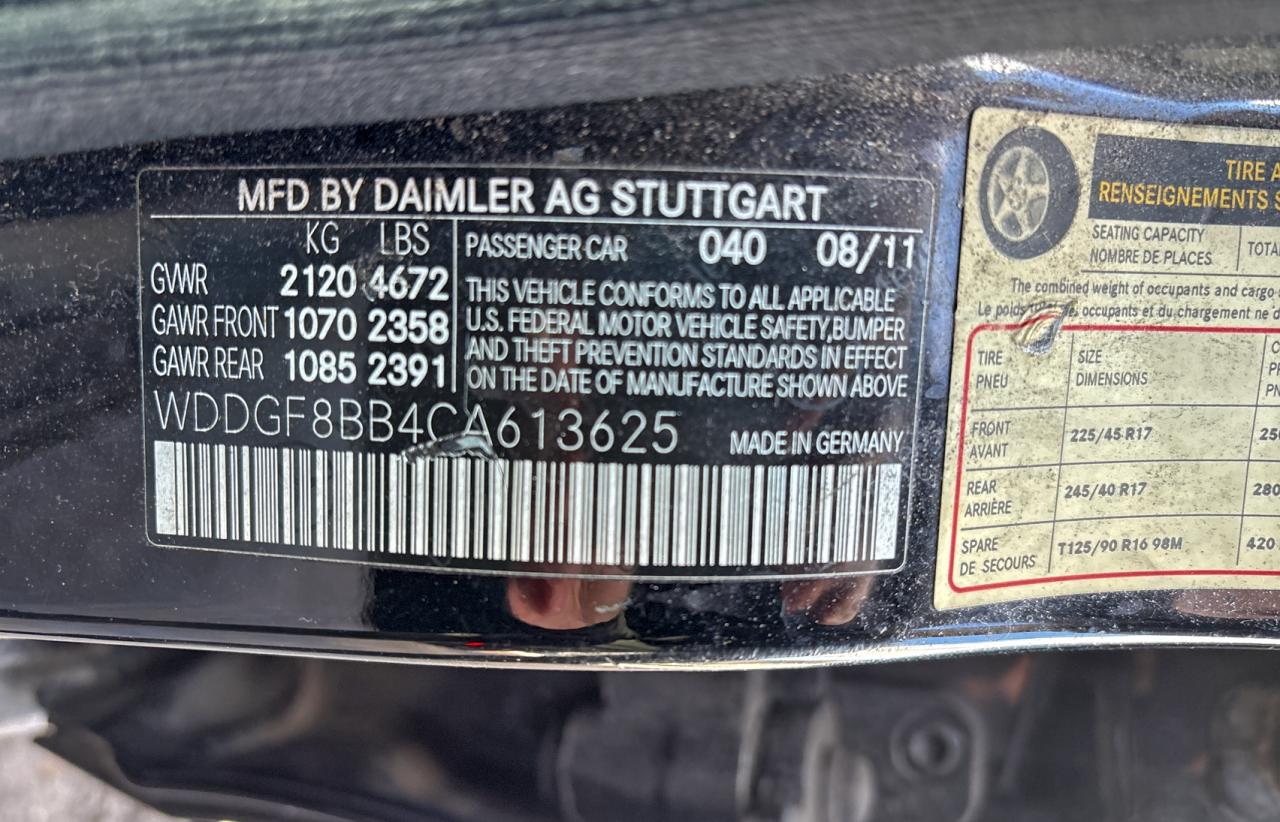 MFD BY DAIMLER AG STUTTGART
KG LBS
GVWR 2120 4672
GAWR FRONT 1070 2358
GAWR REAR 1085 2391
PASSENGER CAR 040 08/11
THIS VEHICLE CONFORMS TO ALL APPLICABLE
U.S. FEDERAL MOTOR VEHICLE SAFETY,BUMPER
AND THEFT PREVENTION STANDARDS IN EFFECT
ON THE DATE OF MANUFACTURE SHOWN ABOVE
WDDGF8BB4CA613625
MADE IN GERMANY
TIRE
RENSEIGNEMENTS
SEATING CAPACITY
NOMBRE DE PLACES
The combined weight of occupants and cargo
Le poids occupants et du chargement ne
TIRE SIZE
PNEU DIMENSIONS
FRONT
AVANT
225/45 R17
REAR
ARRIÈRE
245/40 R17
280
SPARE
DE SECOURS
T125/90 R16 98M
420